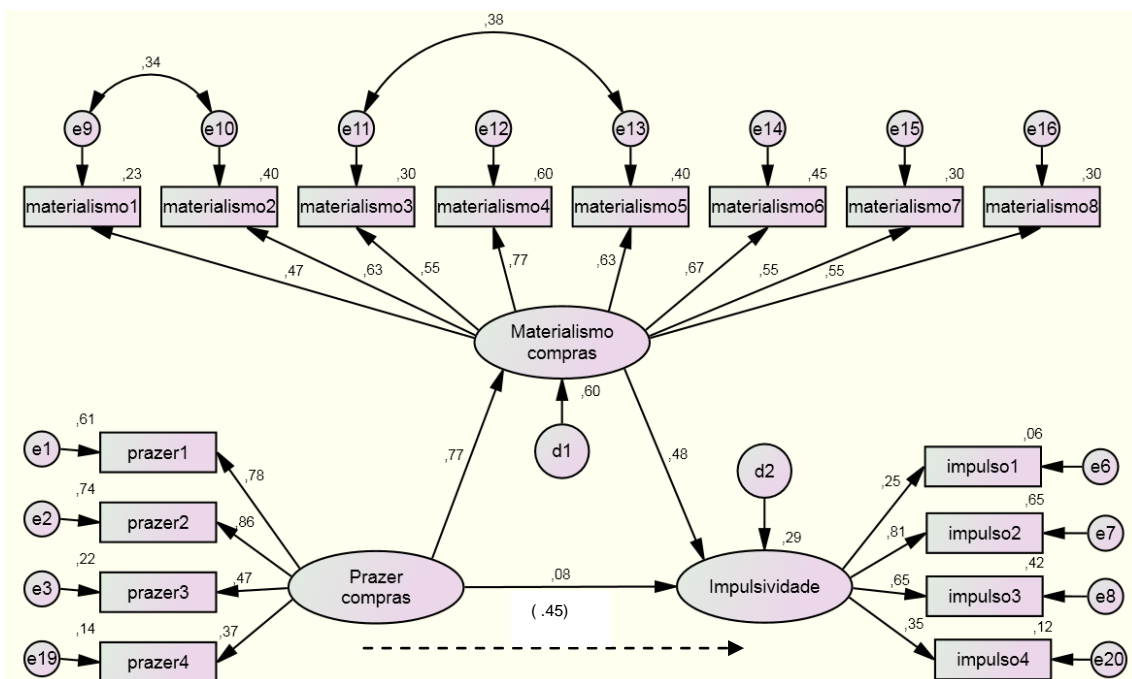 ,38
,34
e9
e10
e11
e12
e13
e14
e15
e16
,23
,40
,30
,60
,40
,45
,30
,30
materialismo1
materialismo2
materialismo3
materialismo4
materialismo5
materialismo6
materialismo7
materialismo8
,47
,63
,55
,77
,63
,67
,55
,55
Materialismo
compras
,60
d1
,77
,48
d2
,29
,61
e1
prazer1
,78
,74
e2
prazer2
,86
,22
e3
prazer3
,47
,14
e19
prazer4
,37
Prazer
compras
,08
( .45)
Impulsividade
,06
impulso1
e6
,25
,65
impulso2
e7
,81
,42
impulso3
e8
,65
,12
impulso4
e20
,35